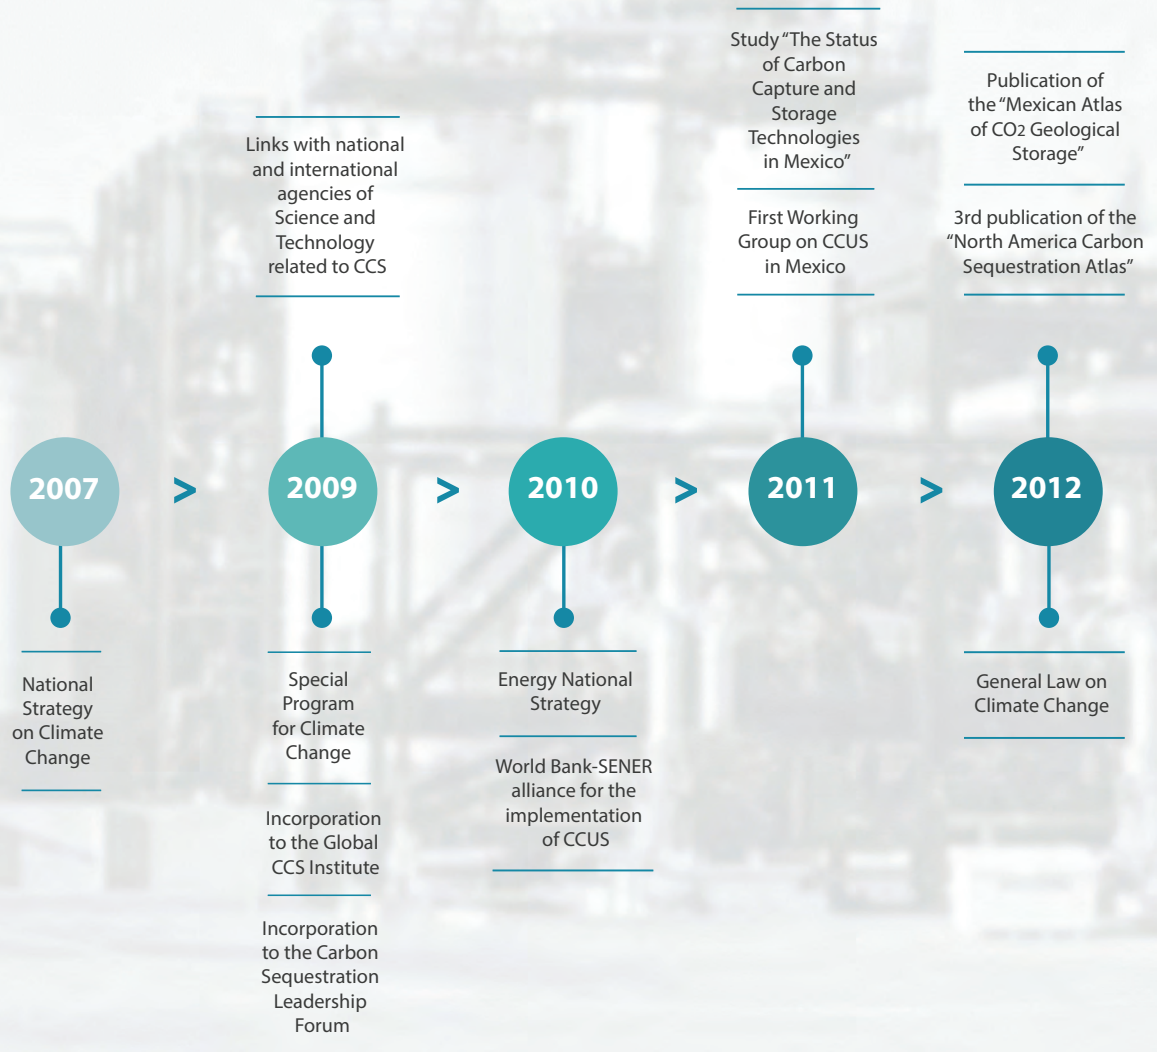 Study “The Status
of Carbon
Capture and
Storage
Technologies
in Mexico”
First Working
Group on CCUS
in Mexico
Publication of
the “Mexican Atlas
of CO2 Geological
Storage”
3rd publication of the
“North America Carbon
Sequestration Atlas”
Links with national
and international
agencies of
Science and
Technology
related to CCS
2007 > 2009 > 2010 > 2011 > 2012
National
Strategy
on Climate
Change
Special
Program
for Climate
Change
Incorporation
to the Global
CCS Institute
Incorporation
to the Carbon
Sequestration
Leadership
Forum
Energy National
Strategy
World Bank-SENER
alliance for the
implementation
of CCUS
General Law on
Climate Change